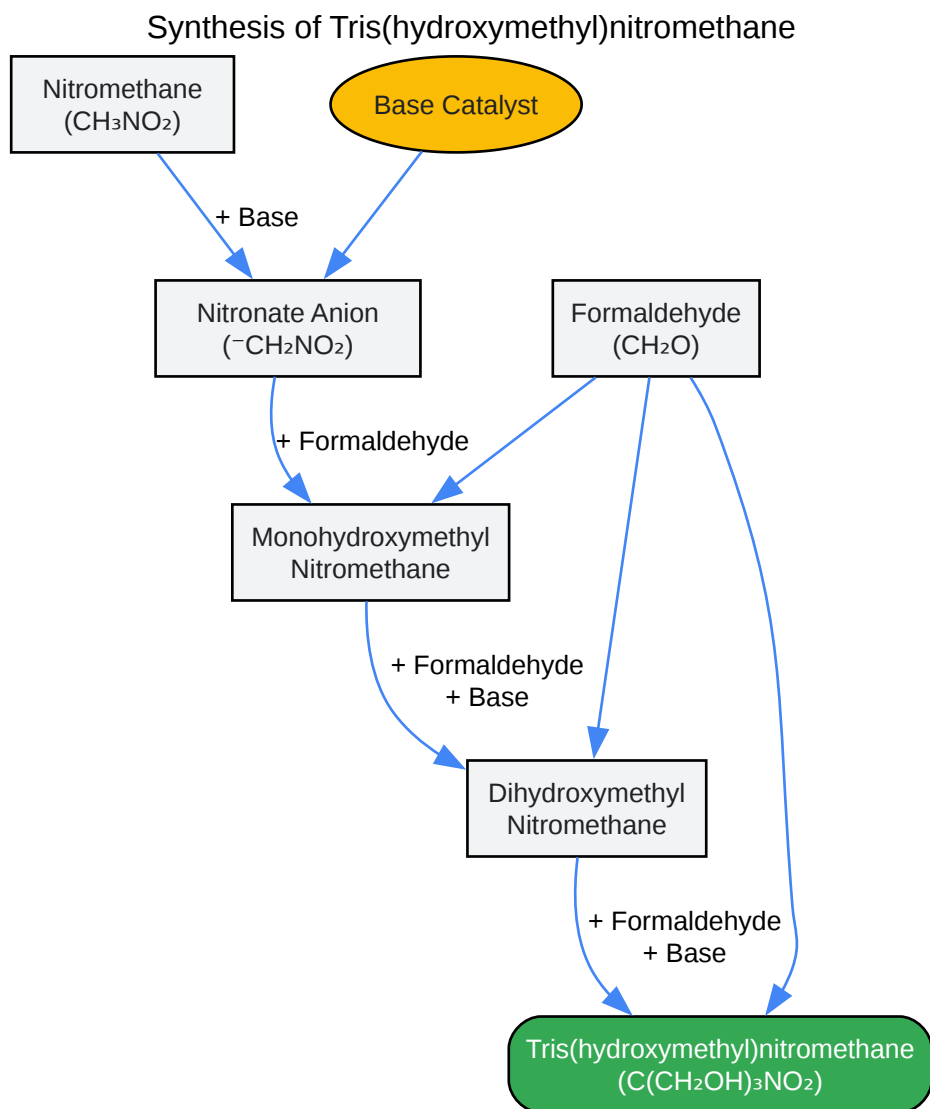 Synthesis of Tris(hydroxymethyl)nitromethane
Nitromethane
(CH₃NO₂)
Base Catalyst
+ Base
Nitronate Anion
(⁻CH₂NO₂)
Formaldehyde
(CH₂O)
+ Formaldehyde
Monohydroxymethyl
Nitromethane
+ Formaldehyde
+ Base
Dihydroxymethyl
Nitromethane
+ Formaldehyde
+ Base
Tris(hydroxymethyl)nitromethane
(C(CH₂OH)₃NO₂)